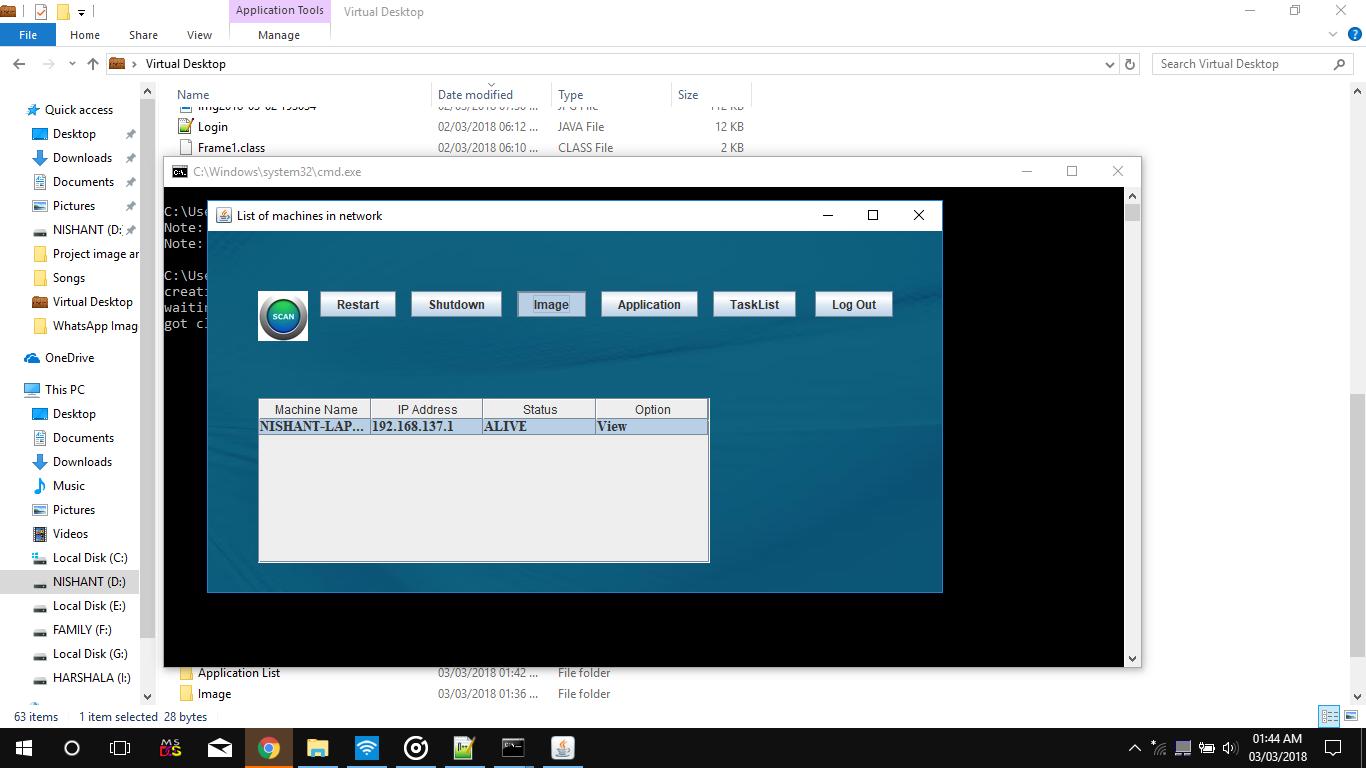 Application Tools
Virtual Desktop
File
Home
Share
View
Manage
Virtual Desktop
Search Virtual Desktop
Name
Date modified
Type
Size
Login
02/03/2018 06:12 ...
JAVA File
12 KB
Frame1.class
02/03/2018 06:10 ...
CLASS File
2 KB
Quick access
Desktop
Downloads
Documents
Pictures
NISHANT (D:)
Project image ar
Songs
Virtual Desktop
WhatsApp Imag
OneDrive
This PC
Desktop
Documents
Downloads
Music
Pictures
Videos
Local Disk (C:)
NISHANT (D:)
Local Disk (E:)
FAMILY (F:)
Local Disk (G:)
HARSHALA (I:)
C:\Windows\system32\cmd.exe
C:\Use
Note:
Note:
C:\Use
creati
waitin
got cl
List of machines in network
SCAN
Restart
Shutdown
Image
Application
TaskList
Log Out
Machine Name
IP Address
Status
Option
NISHANT-LAP...
192.168.137.1
ALIVE
View
Application List
03/03/2018 01:42 ...
File folder
Image
03/03/2018 01:36 ...
File folder
63 items
1 item selected 28 bytes
MS
DOS
01:44 AM
03/03/2018